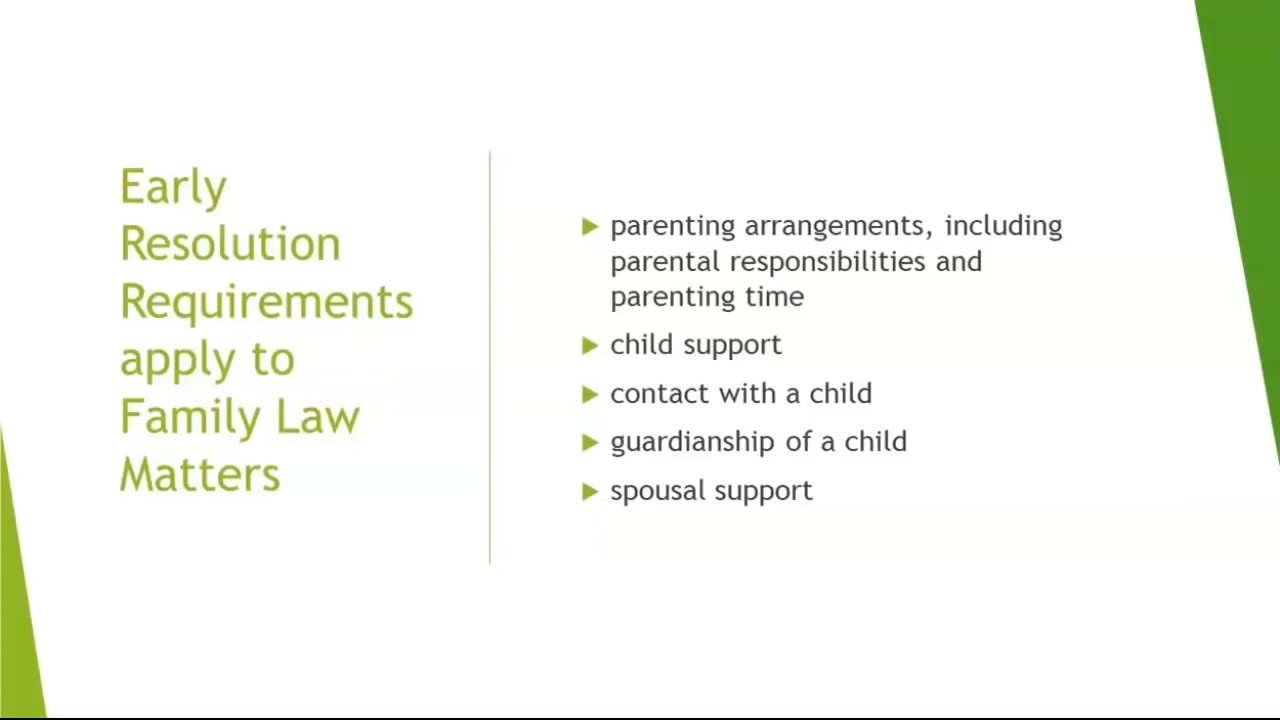 Early
Resolution
Requirements
apply to
Family Law
Matters
parenting arrangements, including
parental responsibilities and
parenting time
child support
contact with a child
guardianship of a child
spousal support